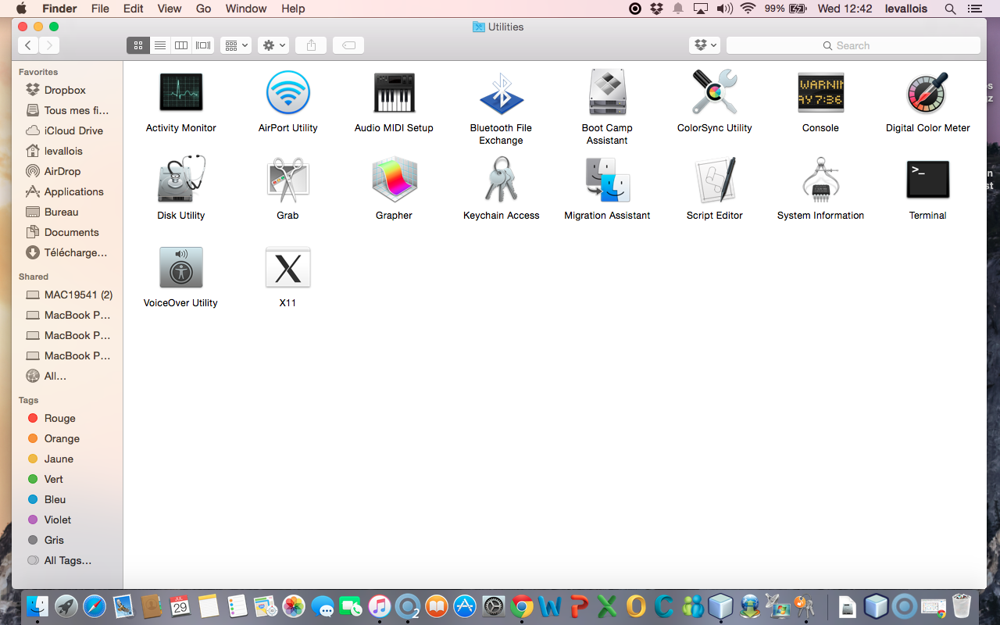 Finder File Edit View Go Window Help 99% Wed 12:42 levallois
Utilities
Search
Favorites
Dropbox
Tous mes fi...
iCloud Drive
levallois
AirDrop
Applications
Bureau
Documents
Télécharge...
Shared
MAC19541 (2)
MacBook P...
MacBook P...
MacBook P...
All...
Tags
Rouge
Orange
Jaune
Vert
Bleu
Violet
Gris
All Tags...
WARNIN
AY 7:36
Activity Monitor AirPort Utility Audio MIDI Setup Bluetooth File Boot Camp ColorSync Utility Console Digital Color Meter
Exchange Assistant
>_
Disk Utility Grab Grapher Keychain Access Migration Assistant Script Editor System Information Terminal
X
VoiceOver Utility X11
JUL
29
2
W P X O C